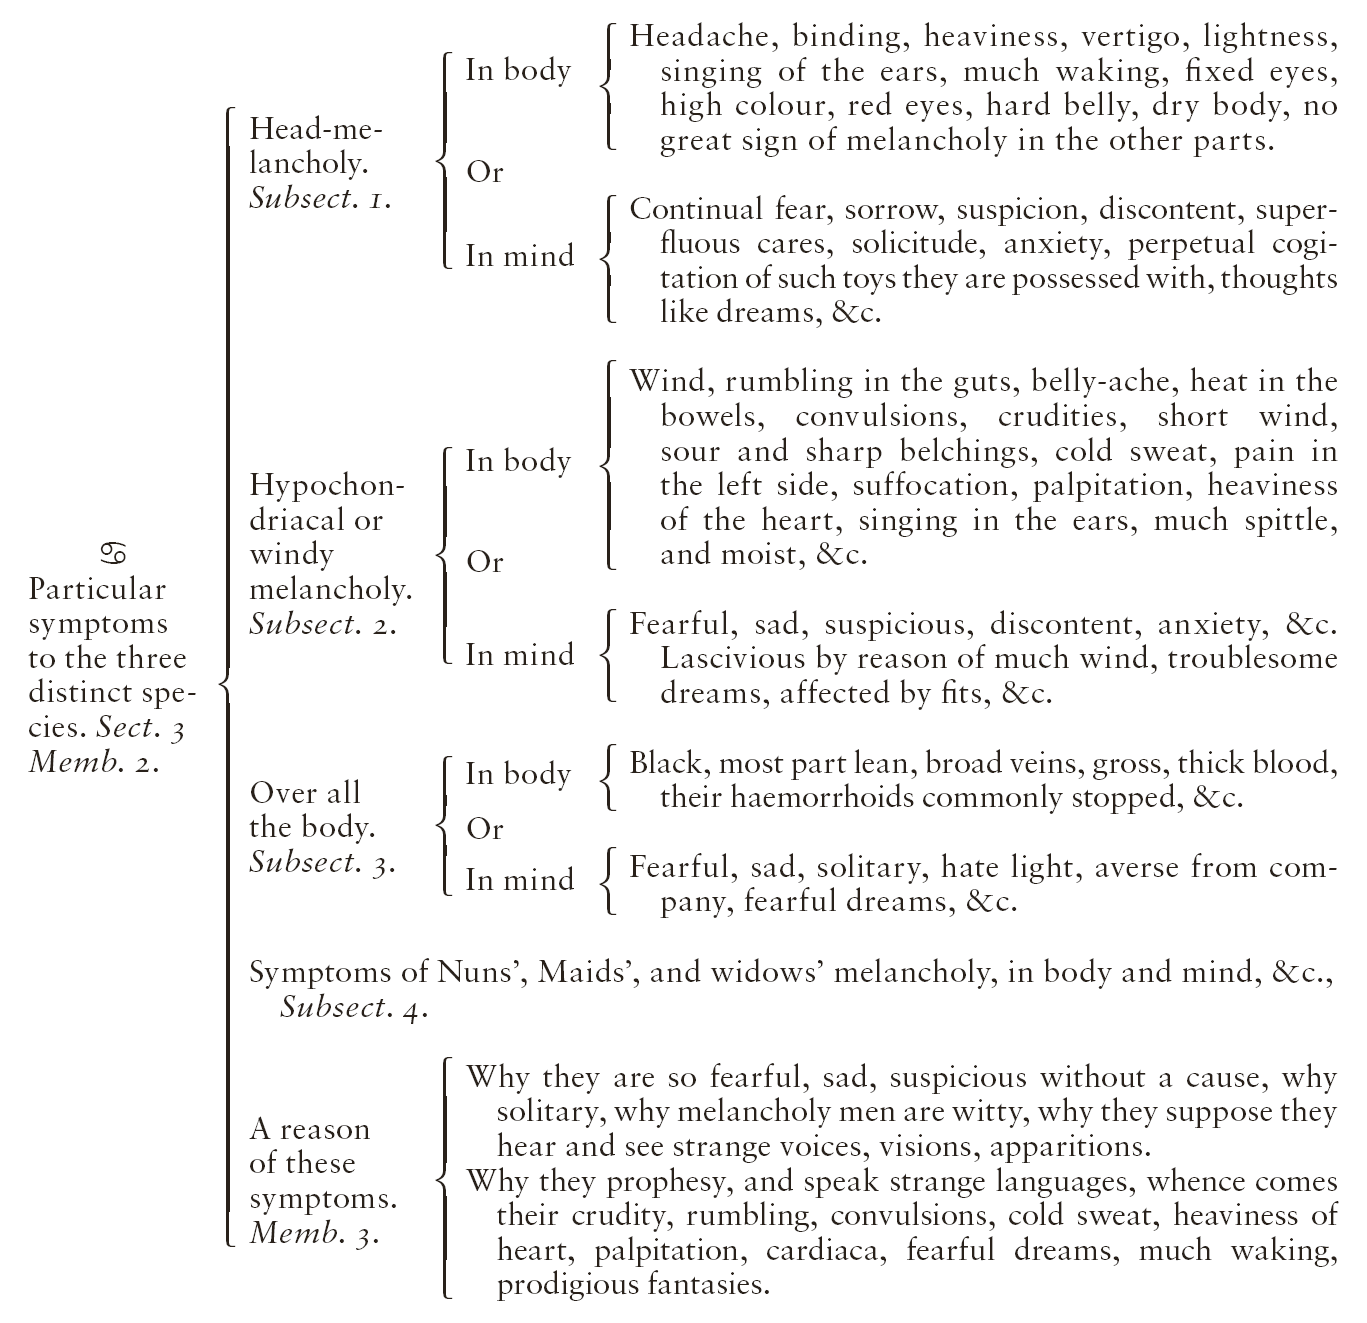 ♋
Particular
symptoms
to the three
distinct spe-
cies. Sect. 3
Memb. 2.
Head-me-
lancholy.
Subsect. 1.
In body
Headache, binding, heaviness, vertigo, lightness,
singing of the ears, much waking, fixed eyes,
high colour, red eyes, hard belly, dry body, no
great sign of melancholy in the other parts.
Or
In mind
Continual fear, sorrow, suspicion, discontent, super-
fluous cares, solicitude, anxiety, perpetual cogi-
tation of such toys they are possessed with, thoughts
like dreams, &c.
Hypochon-
driacal or
windy
melancholy.
Subsect. 2.
In body
Wind, rumbling in the guts, belly-ache, heat in the
bowels, convulsions, crudities, short wind,
sour and sharp belchings, cold sweat, pain in
the left side, suffocation, palpitation, heaviness
of the heart, singing in the ears, much spittle,
and moist, &c.
Or
In mind
Fearful, sad, suspicious, discontent, anxiety, &c.
Lascivious by reason of much wind, troublesome
dreams, affected by fits, &c.
Over all
the body.
Subsect. 3.
In body
Black, most part lean, broad veins, gross, thick blood,
their haemorrhoids commonly stopped, &c.
Or
In mind
Fearful, sad, solitary, hate light, averse from com-
pany, fearful dreams, &c.
Symptoms of Nuns’, Maids’, and widows’ melancholy, in body and mind, &c.,
Subsect. 4.
A reason
of these
symptoms.
Memb. 3.
Why they are so fearful, sad, suspicious without a cause, why
solitary, why melancholy men are witty, why they suppose they
hear and see strange voices, visions, apparitions.
Why they prophesy, and speak strange languages, whence comes
their crudity, rumbling, convulsions, cold sweat, heaviness of
heart, palpitation, cardiaca, fearful dreams, much waking,
prodigious fantasies.